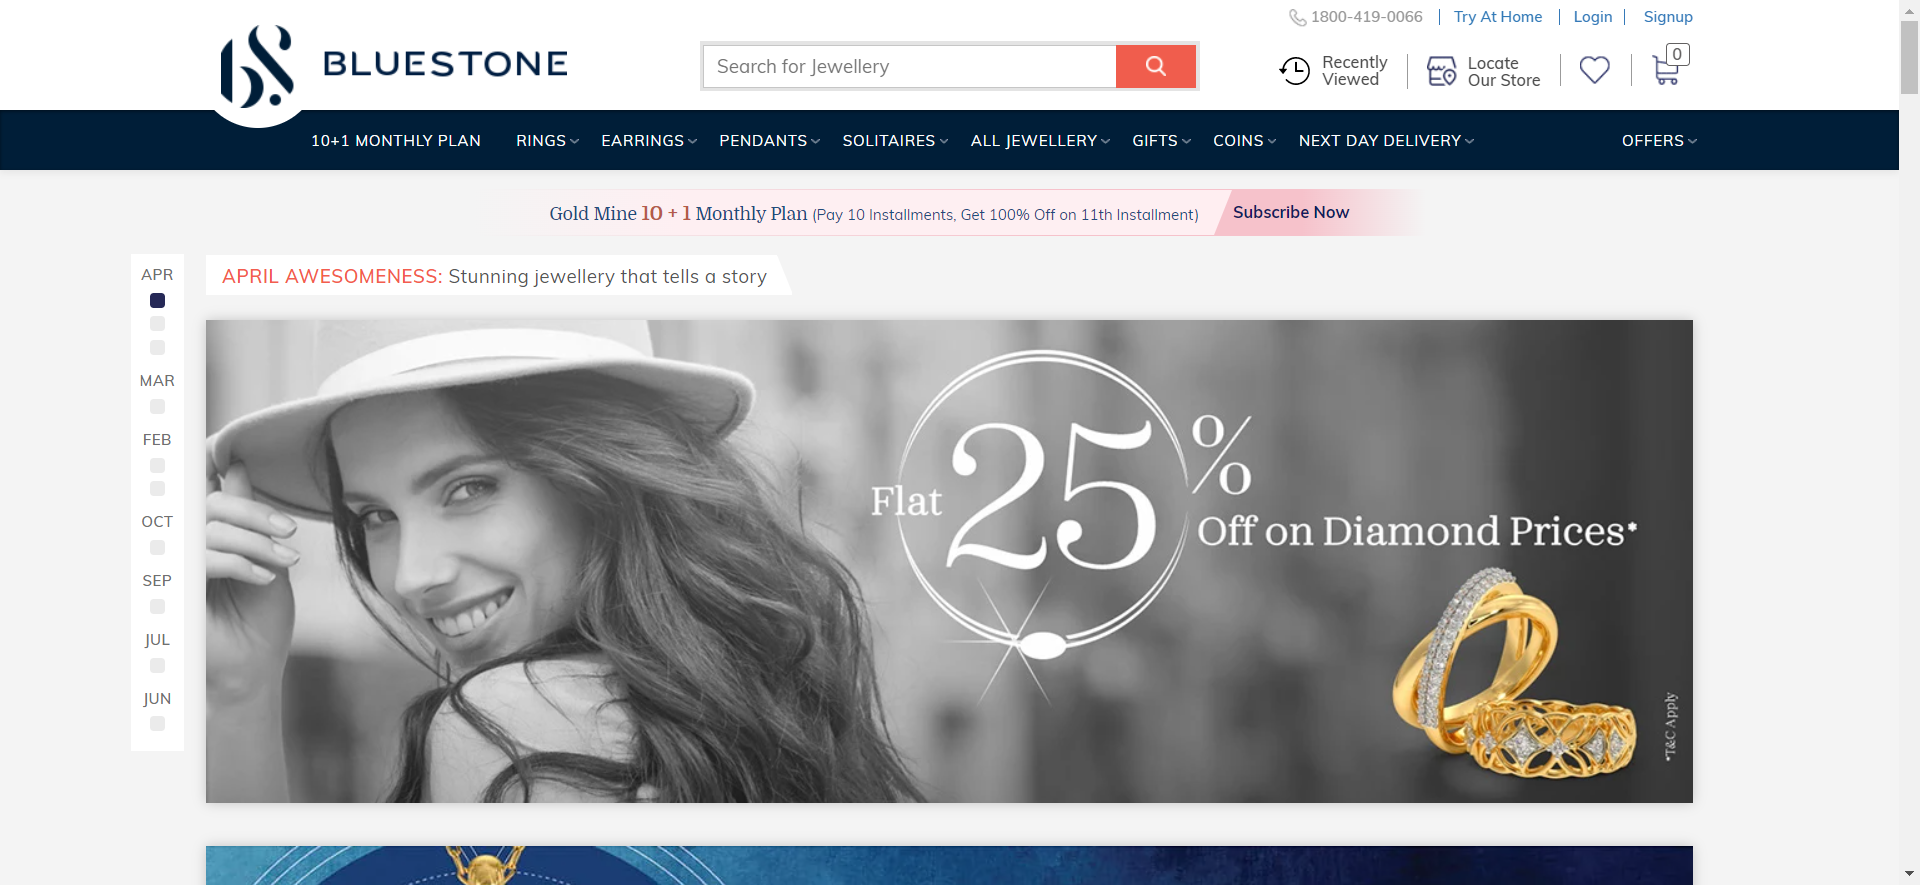 1800-419-0066
Try At Home
Login
Signup
BLUESTONE
Search for Jewellery
Recently
Viewed
Locate
Our Store
0
10+1 MONTHLY PLAN
RINGS
EARRINGS
PENDANTS
SOLITAIRES
ALL JEWELLERY
GIFTS
COINS
NEXT DAY DELIVERY
OFFERS
Gold Mine 10 + 1 Monthly Plan (Pay 10 Installments, Get 100% Off on 11th Installment)
Subscribe Now
APRIL AWESOMENESS: Stunning jewellery that tells a story
APR
MAR
FEB
OCT
SEP
JUL
JUN
Flat 25%
Off on Diamond Prices*
*T&C Apply